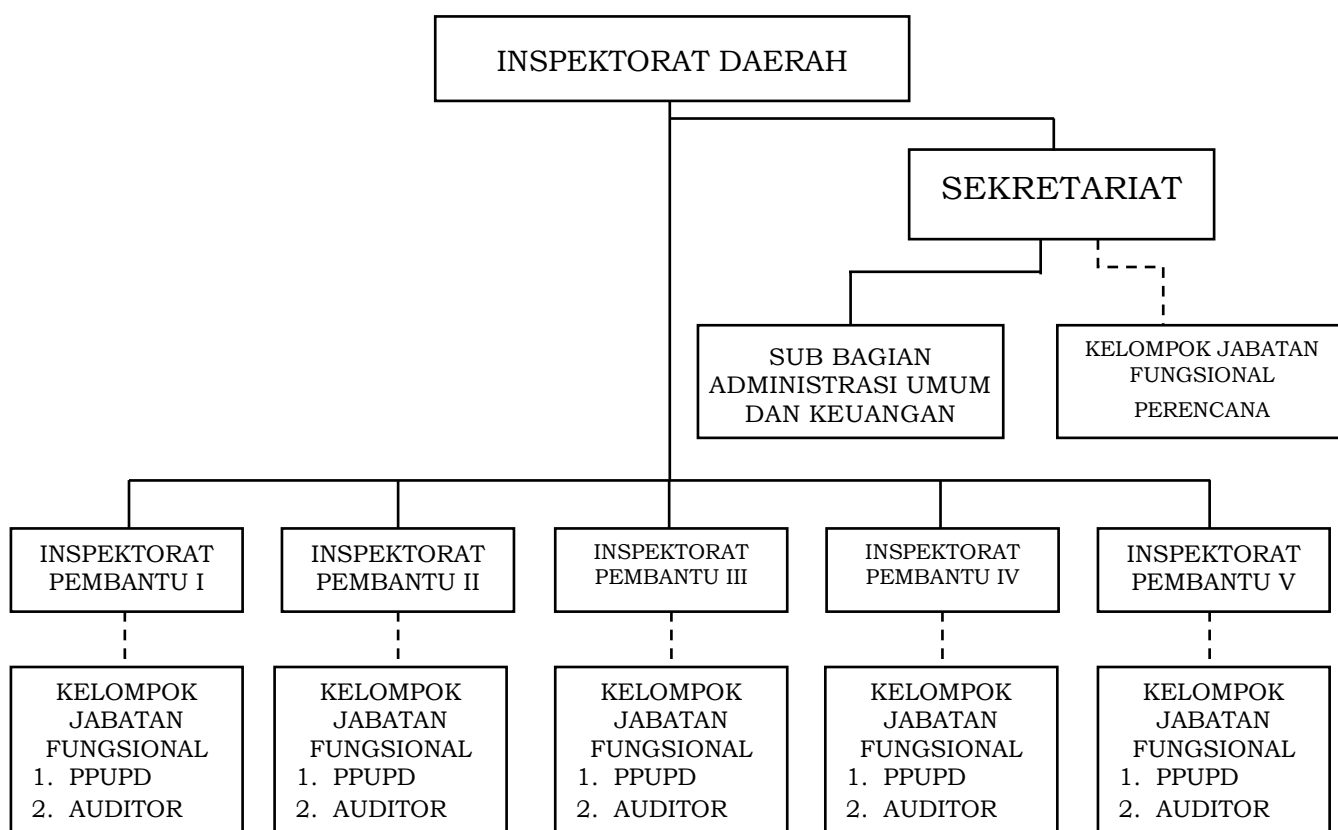 INSPEKTORAT DAERAH
SEKRETARIAT
SUB BAGIAN
ADMINISTRASI UMUM
DAN KEUANGAN
KELOMPOK JABATAN
FUNGSIONAL
PERENCANA
INSPEKTORAT
PEMBANTU I
INSPEKTORAT
PEMBANTU II
INSPEKTORAT
PEMBANTU III
INSPEKTORAT
PEMBANTU IV
INSPEKTORAT
PEMBANTU V
KELOMPOK
JABATAN
FUNGSIONAL
1. PPUPD
2. AUDITOR
KELOMPOK
JABATAN
FUNGSIONAL
1. PPUPD
2. AUDITOR
KELOMPOK
JABATAN
FUNGSIONAL
1. PPUPD
2. AUDITOR
KELOMPOK
JABATAN
FUNGSIONAL
1. PPUPD
2. AUDITOR
KELOMPOK
JABATAN
FUNGSIONAL
1. PPUPD
2. AUDITOR